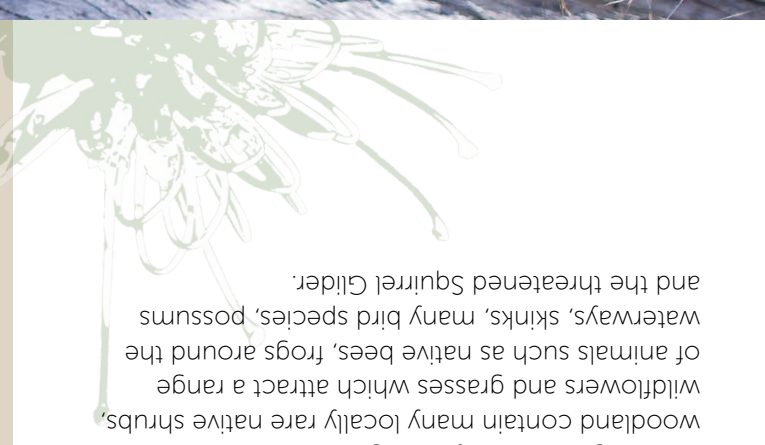 woodland contain many locally rare native shrubs,
wildflowers and grasses which attract a range
of animals such as native bees, frogs around the
waterways, skinks, many bird species, possums
and the threatened Squirrel Glider.